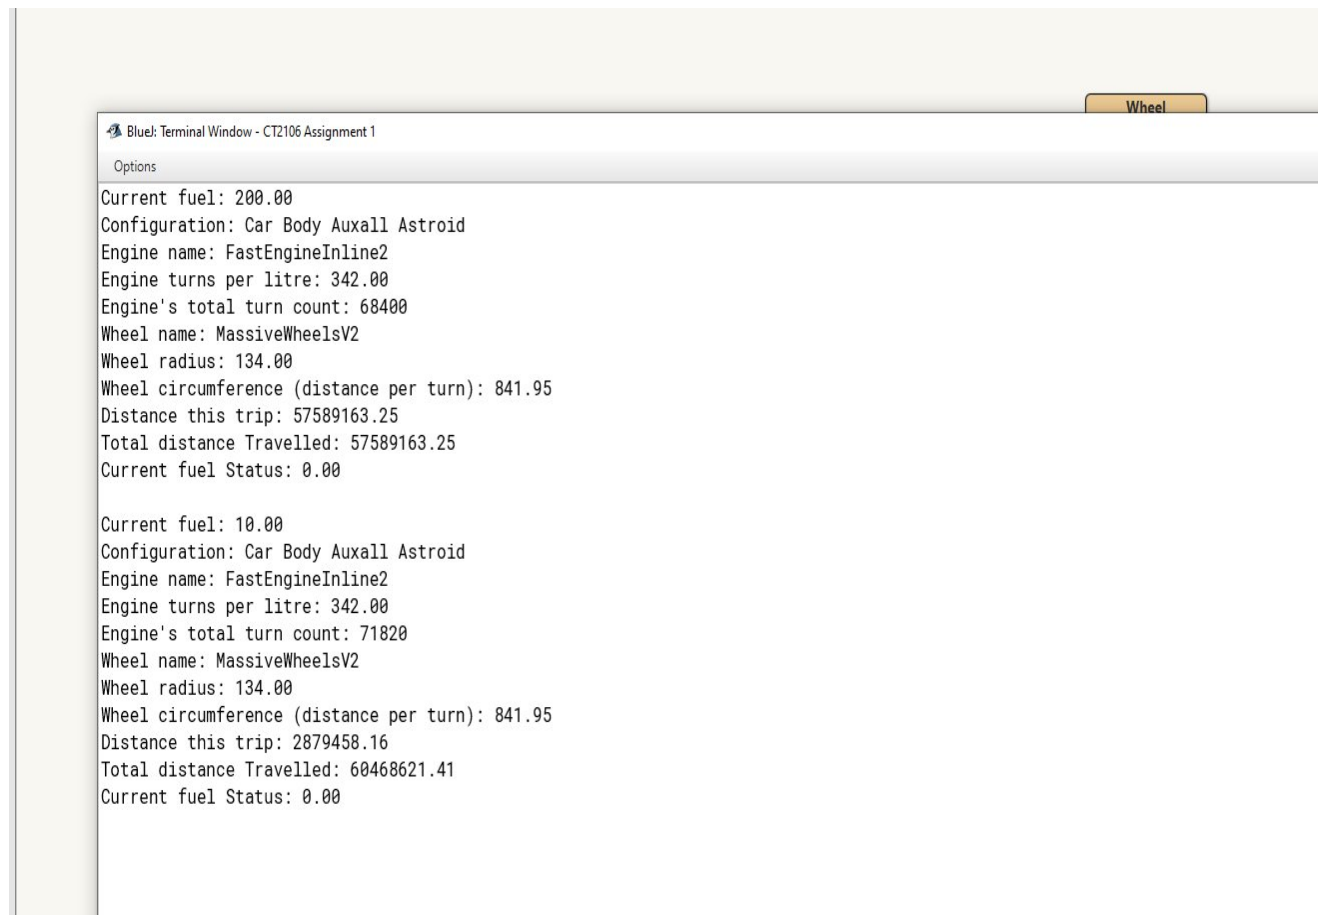 Wheel
BlueJ: Terminal Window - CT2106 Assignment 1
Options
Current fuel: 200.00
Configuration: Car Body Auxall Astroid
Engine name: FastEngineInline2
Engine turns per litre: 342.00
Engine's total turn count: 68400
Wheel name: MassiveWheelsV2
Wheel radius: 134.00
Wheel circumference (distance per turn): 841.95
Distance this trip: 57589163.25
Total distance Travelled: 57589163.25
Current fuel Status: 0.00
Current fuel: 10.00
Configuration: Car Body Auxall Astroid
Engine name: FastEngineInline2
Engine turns per litre: 342.00
Engine's total turn count: 71820
Wheel name: MassiveWheelsV2
Wheel radius: 134.00
Wheel circumference (distance per turn): 841.95
Distance this trip: 2879458.16
Total distance Travelled: 60468621.41
Current fuel Status: 0.00